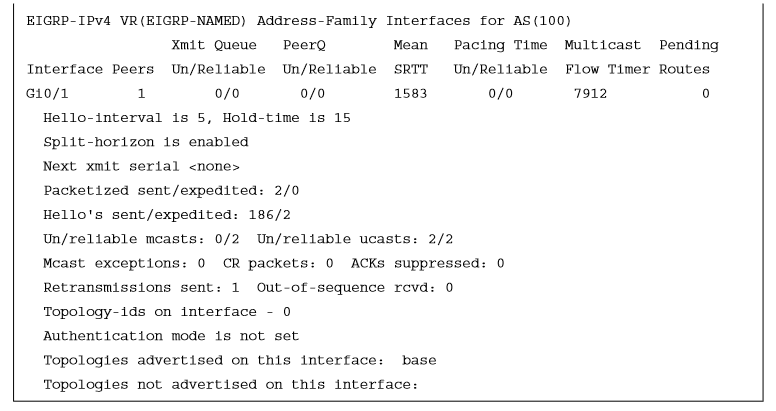 EIGRP-IPv4 VR(EIGRP-NAMED) Address-Family Interfaces for AS(100)
Xmit Queue PeerQ Mean Pacing Time Multicast Pending
Interface Peers Un/Reliable Un/Reliable SRTT Un/Reliable Flow Timer Routes
Gi0/1 1 0/0 0/0 1583 0/0 7912 0
Hello-interval is 5, Hold-time is 15
Split-horizon is enabled
Next xmit serial <none>
Packetized sent/expedited: 2/0
Hello's sent/expedited: 186/2
Un/reliable mcasts: 0/2 Un/reliable ucasts: 2/2
Mcast exceptions: 0 CR packets: 0 ACKs suppressed: 0
Retransmissions sent: 1 Out-of-sequence rcvd: 0
Topology-ids on interface - 0
Authentication mode is not set
Topologies advertised on this interface: base
Topologies not advertised on this interface: